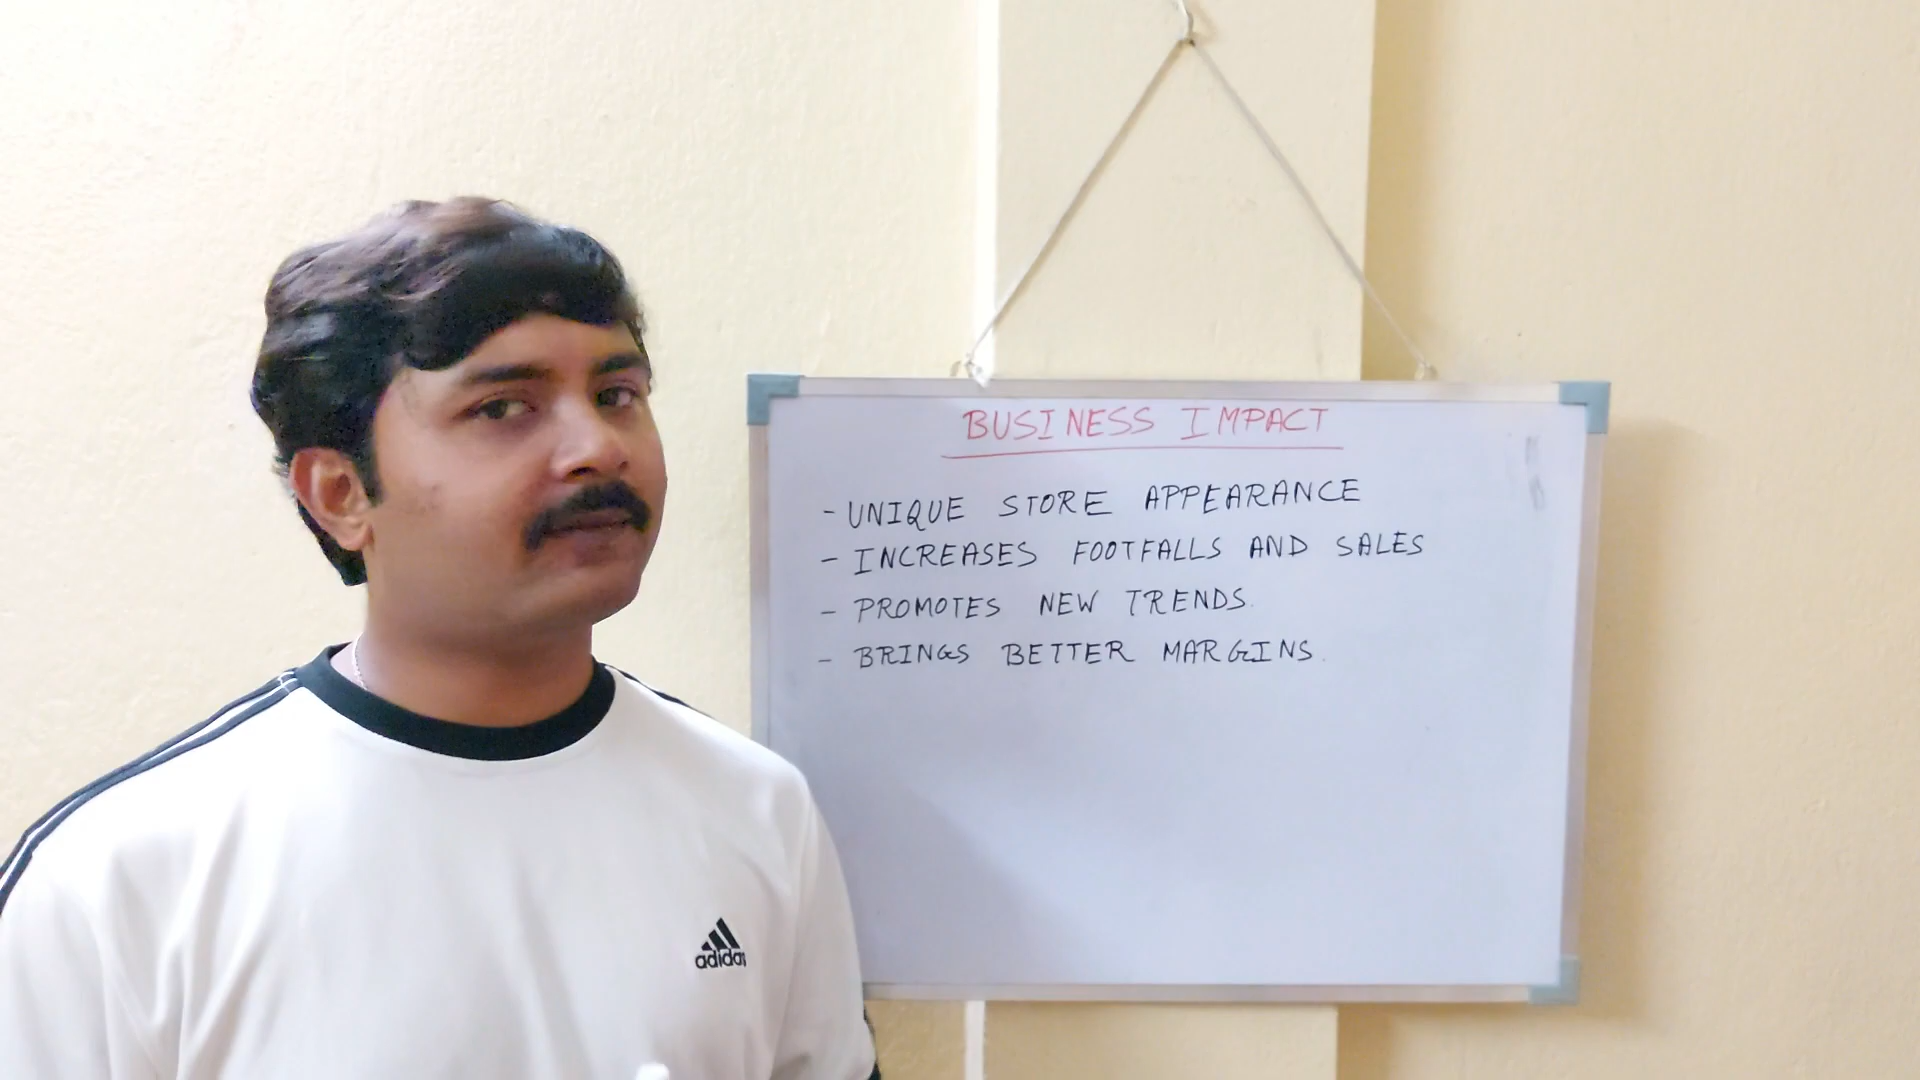 BUSINESS IMPACT
- UNIQUE STORE APPEARANCE
- INCREASES FOOTFALLS AND SALES
- PROMOTES NEW TRENDS.
- BRINGS BETTER MARGINS.
adidas